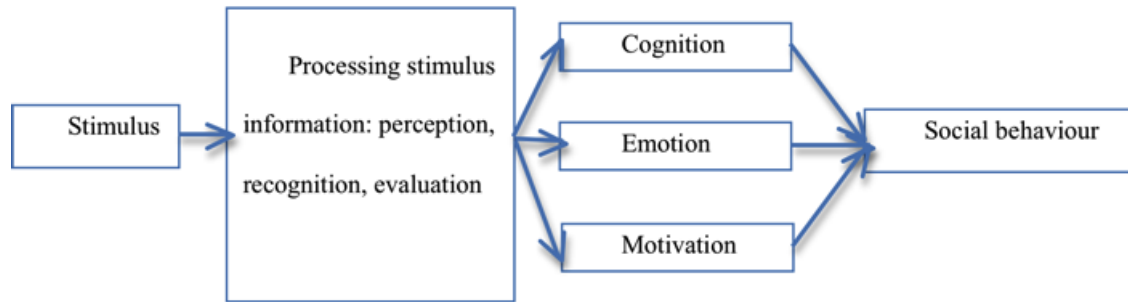 Stimulus
Processing stimulus
information: perception,
recognition, evaluation
Cognition
Emotion
Motivation
Social behaviour